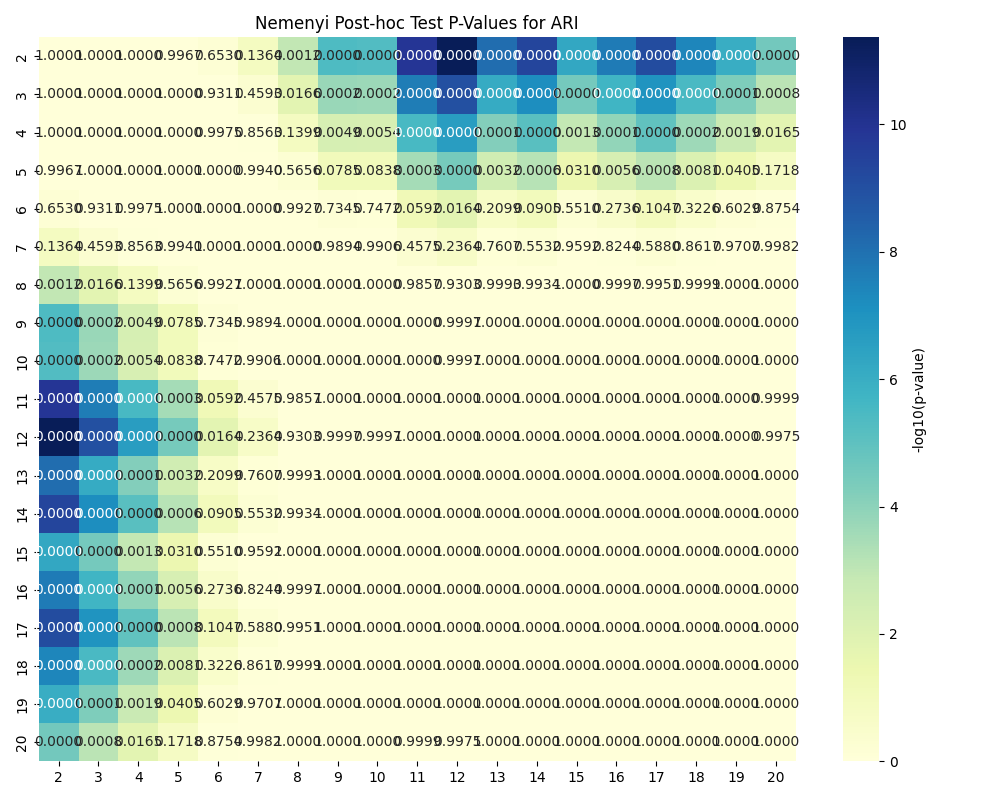 Nemenyi Post-hoc Test P-Values for ARI
2 1.0000 1.0000 1.0000 0.9967 0.6530 0.1364 0.0012 0.0000 0.0000 0.0000 0.0000 0.0000 0.0000 0.0000 0.0000 0.0000 0.0000 0.0000 0.0000
3 1.0000 1.0000 1.0000 1.0000 0.9311 0.4593 0.0166 0.0002 0.0002 0.0000 0.0000 0.0000 0.0000 0.0000 0.0000 0.0000 0.0000 0.0001 0.0008
4 1.0000 1.0000 1.0000 1.0000 0.9975 0.8563 0.1399 0.0049 0.0054 0.0000 0.0000 0.0001 0.0000 0.0013 0.0001 0.0000 0.0002 0.0019 0.0165
5 0.9967 1.0000 1.0000 1.0000 1.0000 0.9940 0.5656 0.0785 0.0838 0.0003 0.0000 0.0032 0.0006 0.0310 0.0056 0.0008 0.0081 0.0405 0.1718
6 0.6530 0.9311 0.9975 1.0000 1.0000 1.0000 0.9927 0.7345 0.7472 0.0592 0.0164 0.2099 0.0905 0.5510 0.2736 0.1047 0.3226 0.6029 0.8754
7 0.1364 0.4593 0.8563 0.9940 1.0000 1.0000 1.0000 0.9894 0.9906 0.4575 0.2364 0.7607 0.5532 0.9592 0.8244 0.5880 0.8617 0.9707 0.9982
8 0.0012 0.0166 0.1399 0.5656 0.9927 1.0000 1.0000 1.0000 1.0000 0.9857 0.9303 0.9993 0.9934 1.0000 0.9997 0.9951 0.9999 1.0000 1.0000
9 0.0000 0.0002 0.0049 0.0785 0.7345 0.9894 1.0000 1.0000 1.0000 1.0000 0.9997 1.0000 1.0000 1.0000 1.0000 1.0000 1.0000 1.0000 1.0000
10 0.0000 0.0002 0.0054 0.0838 0.7472 0.9906 1.0000 1.0000 1.0000 1.0000 0.9997 1.0000 1.0000 1.0000 1.0000 1.0000 1.0000 1.0000 1.0000
11 0.0000 0.0000 0.0000 0.0003 0.0592 0.4575 0.9857 1.0000 1.0000 1.0000 1.0000 1.0000 1.0000 1.0000 1.0000 1.0000 1.0000 1.0000 0.9999
12 0.0000 0.0000 0.0000 0.0000 0.0164 0.2364 0.9303 0.9997 0.9997 1.0000 1.0000 1.0000 1.0000 1.0000 1.0000 1.0000 1.0000 1.0000 0.9975
13 0.0000 0.0000 0.0001 0.0032 0.2099 0.7607 0.9993 1.0000 1.0000 1.0000 1.0000 1.0000 1.0000 1.0000 1.0000 1.0000 1.0000 1.0000 1.0000
14 0.0000 0.0000 0.0000 0.0006 0.0905 0.5532 0.9934 1.0000 1.0000 1.0000 1.0000 1.0000 1.0000 1.0000 1.0000 1.0000 1.0000 1.0000 1.0000
15 0.0000 0.0000 0.0013 0.0310 0.5510 0.9592 1.0000 1.0000 1.0000 1.0000 1.0000 1.0000 1.0000 1.0000 1.0000 1.0000 1.0000 1.0000 1.0000
16 0.0000 0.0000 0.0001 0.0056 0.2736 0.8244 0.9997 1.0000 1.0000 1.0000 1.0000 1.0000 1.0000 1.0000 1.0000 1.0000 1.0000 1.0000 1.0000
17 0.0000 0.0000 0.0000 0.0008 0.1047 0.5880 0.9951 1.0000 1.0000 1.0000 1.0000 1.0000 1.0000 1.0000 1.0000 1.0000 1.0000 1.0000 1.0000
18 0.0000 0.0000 0.0002 0.0081 0.3226 0.8617 0.9999 1.0000 1.0000 1.0000 1.0000 1.0000 1.0000 1.0000 1.0000 1.0000 1.0000 1.0000 1.0000
19 0.0000 0.0001 0.0019 0.0405 0.6029 0.9707 1.0000 1.0000 1.0000 1.0000 1.0000 1.0000 1.0000 1.0000 1.0000 1.0000 1.0000 1.0000 1.0000
20 0.0000 0.0008 0.0165 0.1718 0.8754 0.9982 1.0000 1.0000 1.0000 0.9999 0.9975 1.0000 1.0000 1.0000 1.0000 1.0000 1.0000 1.0000 1.0000
2 3 4 5 6 7 8 9 10 11 12 13 14 15 16 17 18 19 20
10
8
6
4
2
0
-log10(p-value)